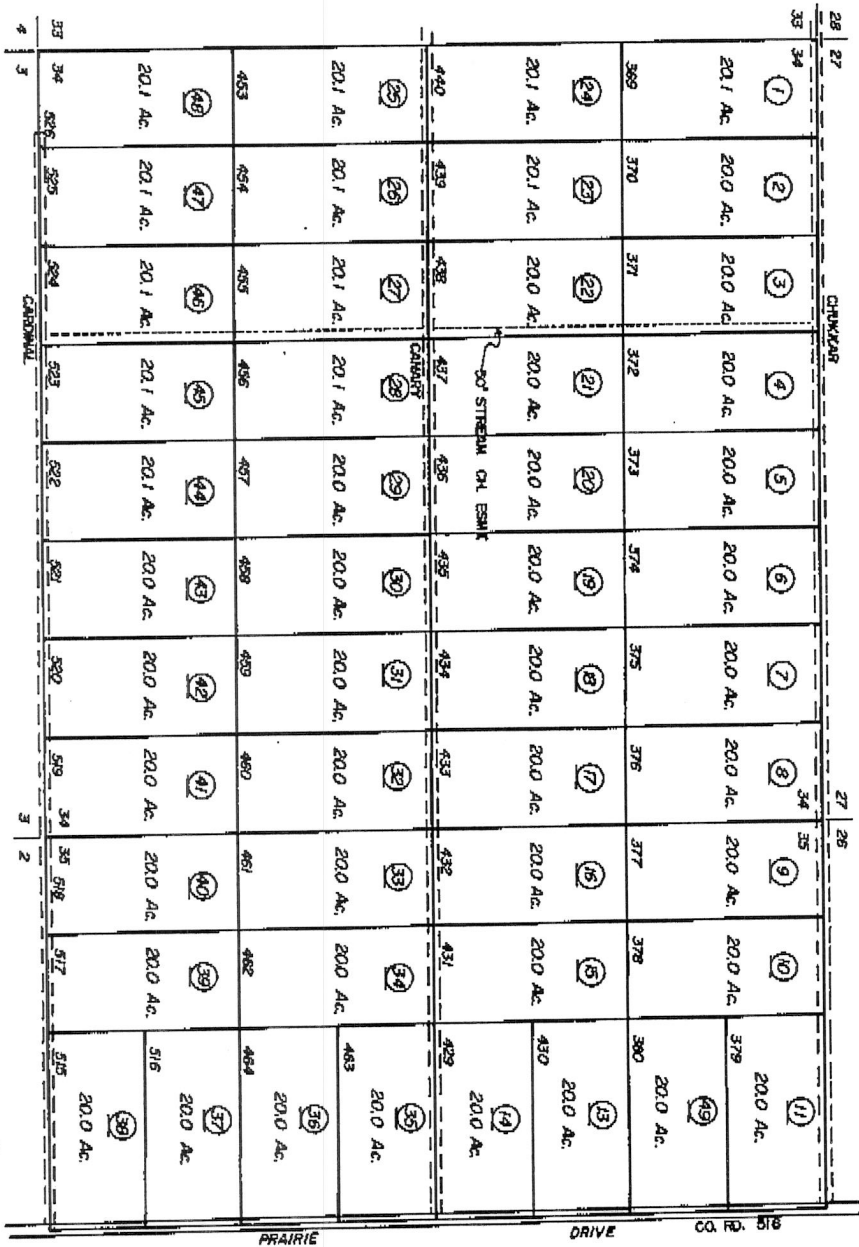 28 27 27 26
CHUKKAR
33 34 34 35
1 2 3 4 5 6 7 8 9 10 11
20.1 Ac. 20.0 Ac. 20.0 Ac. 20.0 Ac. 20.0 Ac. 20.0 Ac. 20.0 Ac. 20.0 Ac. 20.0 Ac. 20.0 Ac. 20.0 Ac.
379
49
20.0 Ac.
369 370 371 372 373 374 375 376 377 378 380
24 23 22 21 20 19 18 17 16 15 13
20.1 Ac. 20.1 Ac. 20.0 Ac. 20.0 Ac. 20.0 Ac. 20.0 Ac. 20.0 Ac. 20.0 Ac. 20.0 Ac. 20.0 Ac. 20.0 Ac.
430
50' STREAM CH. ESM'T
14
20.0 Ac.
440 439 438 437 436 435 434 433 432 431 429
CANARY
25 26 27 28 29 30 31 32 33 34 35
20.1 Ac. 20.1 Ac. 20.1 Ac. 20.1 Ac. 20.0 Ac. 20.0 Ac. 20.0 Ac. 20.0 Ac. 20.0 Ac. 20.0 Ac. 20.0 Ac.
463
36
20.0 Ac.
453 454 455 456 457 458 459 460 461 462 464
48 47 46 45 44 43 42 41 40 39 37
20.1 Ac. 20.1 Ac. 20.1 Ac. 20.1 Ac. 20.1 Ac. 20.0 Ac. 20.0 Ac. 20.0 Ac. 20.0 Ac. 20.0 Ac. 20.0 Ac.
516
38
20.0 Ac.
33 34 526 525 524 523 522 521 520 519 34 35 518 517 515
CARDINAL
4 3 3 2
CO. RD. 516
DRIVE
PRAIRIE